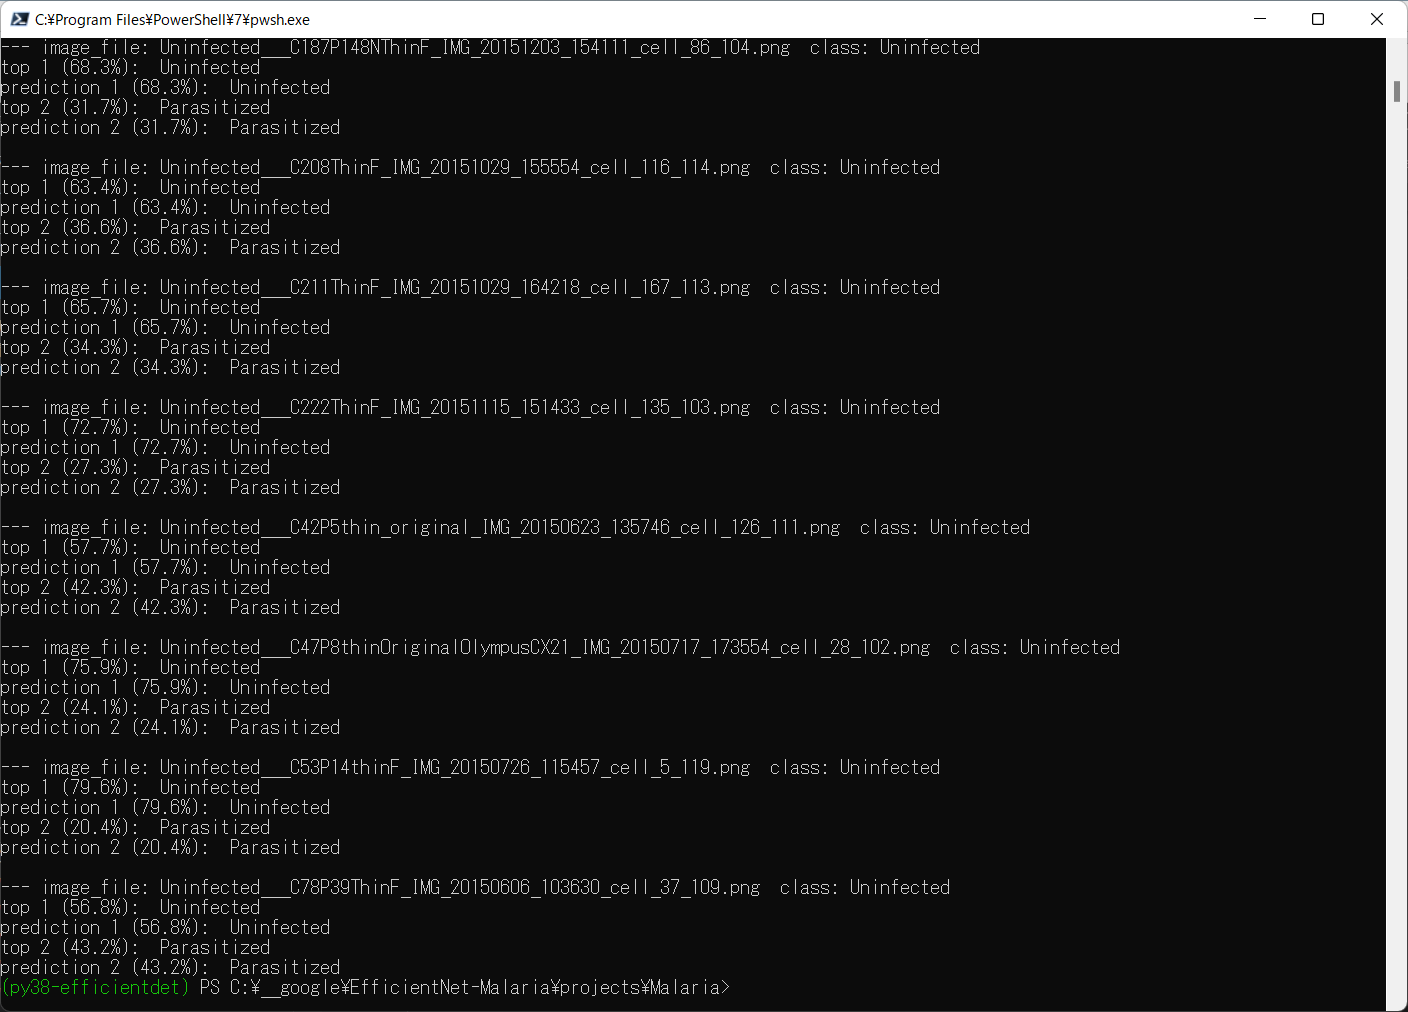 C:¥Program Files¥PowerShell¥7¥pwsh.exe
--- image_file: Uninfected___C187P148NThinF_IMG_20151203_154111_cell_86_104.png  class: Uninfected
top 1 (68.3%):  Uninfected
prediction 1 (68.3%):  Uninfected
top 2 (31.7%):  Parasitized
prediction 2 (31.7%):  Parasitized
--- image_file: Uninfected___C208ThinF_IMG_20151029_155554_cell_116_114.png  class: Uninfected
top 1 (63.4%):  Uninfected
prediction 1 (63.4%):  Uninfected
top 2 (36.6%):  Parasitized
prediction 2 (36.6%):  Parasitized
--- image_file: Uninfected___C211ThinF_IMG_20151029_164218_cell_167_113.png  class: Uninfected
top 1 (65.7%):  Uninfected
prediction 1 (65.7%):  Uninfected
top 2 (34.3%):  Parasitized
prediction 2 (34.3%):  Parasitized
--- image_file: Uninfected___C222ThinF_IMG_20151115_151433_cell_135_103.png  class: Uninfected
top 1 (72.7%):  Uninfected
prediction 1 (72.7%):  Uninfected
top 2 (27.3%):  Parasitized
prediction 2 (27.3%):  Parasitized
--- image_file: Uninfected___C42P5thin_original_IMG_20150623_135746_cell_126_111.png  class: Uninfected
top 1 (57.7%):  Uninfected
prediction 1 (57.7%):  Uninfected
top 2 (42.3%):  Parasitized
prediction 2 (42.3%):  Parasitized
--- image_file: Uninfected___C47P8thinOriginalOlympusCX21_IMG_20150717_173554_cell_28_102.png  class: Uninfected
top 1 (75.9%):  Uninfected
prediction 1 (75.9%):  Uninfected
top 2 (24.1%):  Parasitized
prediction 2 (24.1%):  Parasitized
--- image_file: Uninfected___C53P14thinF_IMG_20150726_115457_cell_5_119.png  class: Uninfected
top 1 (79.6%):  Uninfected
prediction 1 (79.6%):  Uninfected
top 2 (20.4%):  Parasitized
prediction 2 (20.4%):  Parasitized
--- image_file: Uninfected___C78P39ThinF_IMG_20150606_103630_cell_37_109.png  class: Uninfected
top 1 (56.8%):  Uninfected
prediction 1 (56.8%):  Uninfected
top 2 (43.2%):  Parasitized
prediction 2 (43.2%):  Parasitized
(py38-efficientdet) PS C:¥__google¥EfficientNet-Malaria¥projects¥Malaria>